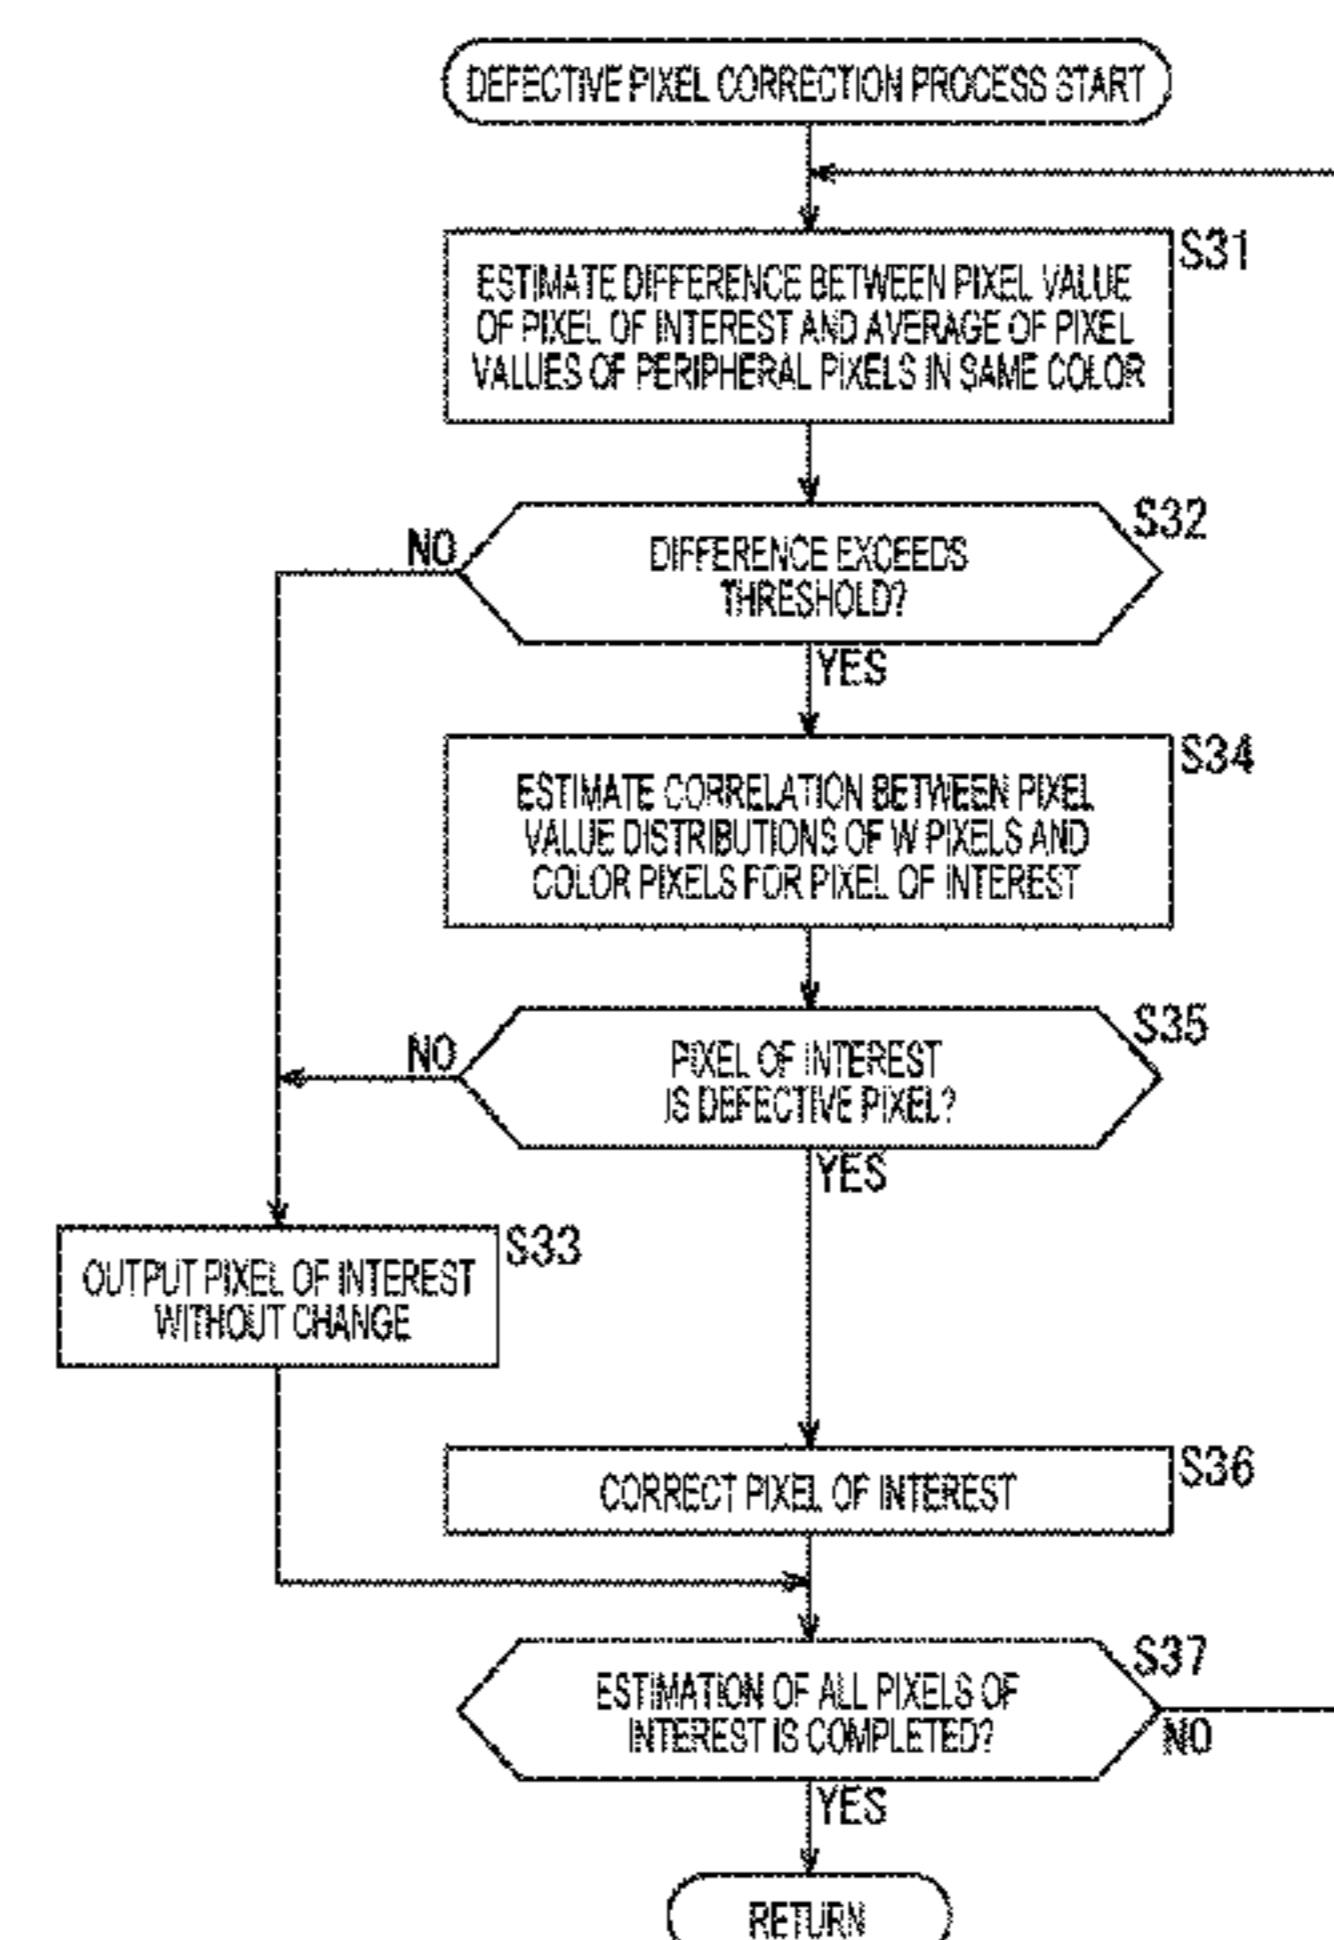 DEFECTIVE PIXEL CORRECTION PROCESS START
S31
ESTIMATE DIFFERENCE BETWEEN PIXEL VALUE
OF PIXEL OF INTEREST AND AVERAGE OF PIXEL
VALUES OF PERIPHERAL PIXELS IN SAME COLOR
S32
NO
DIFFERENCE EXCEEDS
THRESHOLD?
YES
S34
ESTIMATE CORRELATION BETWEEN PIXEL
VALUE DISTRIBUTIONS OF W PIXELS AND
COLOR PIXELS FOR PIXEL OF INTEREST
S35
NO
PIXEL OF INTEREST
IS DEFECTIVE PIXEL?
YES
S33
OUTPUT PIXEL OF INTEREST
WITHOUT CHANGE
S36
CORRECT PIXEL OF INTEREST
S37
ESTIMATION OF ALL PIXELS OF
INTEREST IS COMPLETED?
NO
YES
RETURN